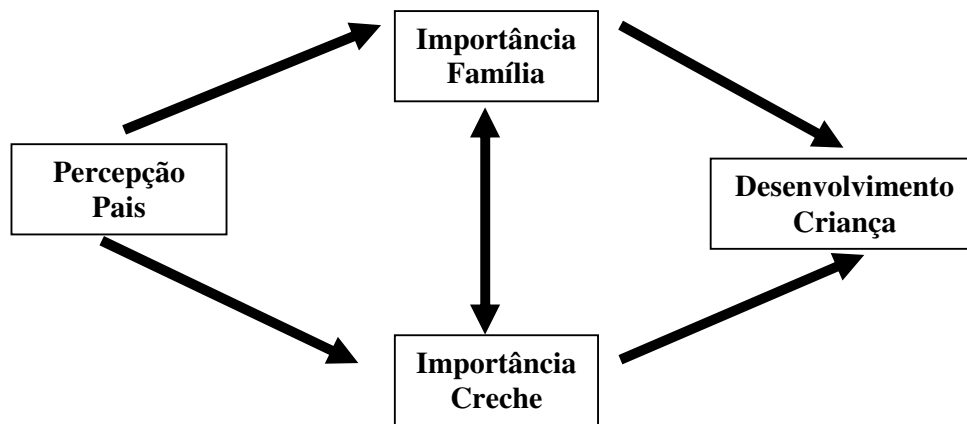 Importância
Família
Percepção
Pais
Desenvolvimento
Criança
Importância
Creche